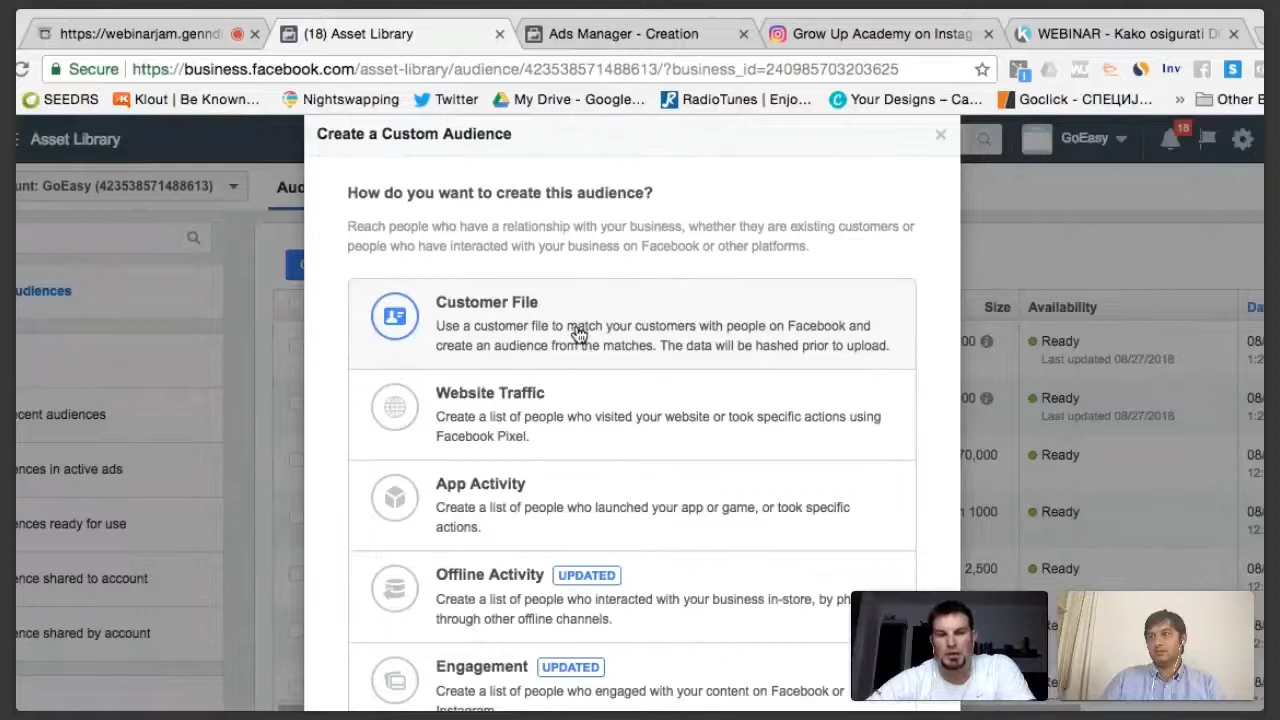 https://webinarjam.gennd
(18) Asset Library
Ads Manager - Creation
Grow Up Academy on Instag
WEBINAR - Kako osigurati D
Secure https://business.facebook.com/asset-library/audience/423538571488613/?business_id=240985703203625
Inv
SEEDRS
Klout | Be Known...
Nightswapping
Twitter
My Drive - Google...
RadioTunes | Enjo...
Your Designs – Ca...
Goclick - СПЕЦИЈ...
» Other B
Asset Library
Create a Custom Audience
GoEasy
18
unt: GoEasy (423538571488613)
Aud
How do you want to create this audience?
Reach people who have a relationship with your business, whether they are existing customers or
people who have interacted with your business on Facebook or other platforms.
udiences
ecent audiences
ences in active ads
ences ready for use
ence shared to account
ence shared by account
Customer File
Use a customer file to match your customers with people on Facebook and
create an audience from the matches. The data will be hashed prior to upload.
Website Traffic
Create a list of people who visited your website or took specific actions using
Facebook Pixel.
App Activity
Create a list of people who launched your app or game, or took specific
actions.
Offline Activity UPDATED
Create a list of people who interacted with your business in-store, by ph
through other offline channels.
Engagement UPDATED
Create a list of people who engaged with your content on Facebook or
Instagram.
Size Availability Da
00 Ready 08/
Last updated 08/27/2018 1:2
00 Ready 08/
Last updated 08/27/2018 1:2
70,000 Ready 08/
n 1000 Ready 08/
2,500 Ready 08/